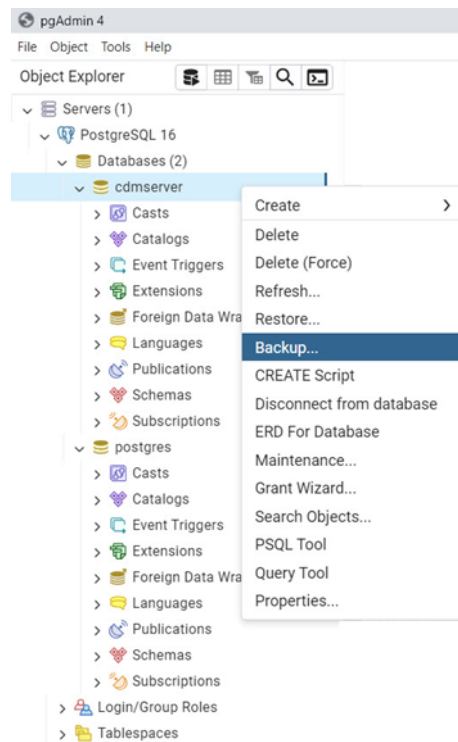 pgAdmin 4
File Object Tools Help
Object Explorer
Servers (1)
PostgreSQL 16
Databases (2)
cdmserver
Casts
Catalogs
Event Triggers
Extensions
Foreign Data Wra
Languages
Publications
Schemas
Subscriptions
postgres
Casts
Catalogs
Event Triggers
Extensions
Foreign Data Wra
Languages
Publications
Schemas
Subscriptions
Login/Group Roles
Tablespaces
Create
Delete
Delete (Force)
Refresh...
Restore...
Backup...
CREATE Script
Disconnect from database
ERD For Database
Maintenance...
Grant Wizard...
Search Objects...
PSQL Tool
Query Tool
Properties...